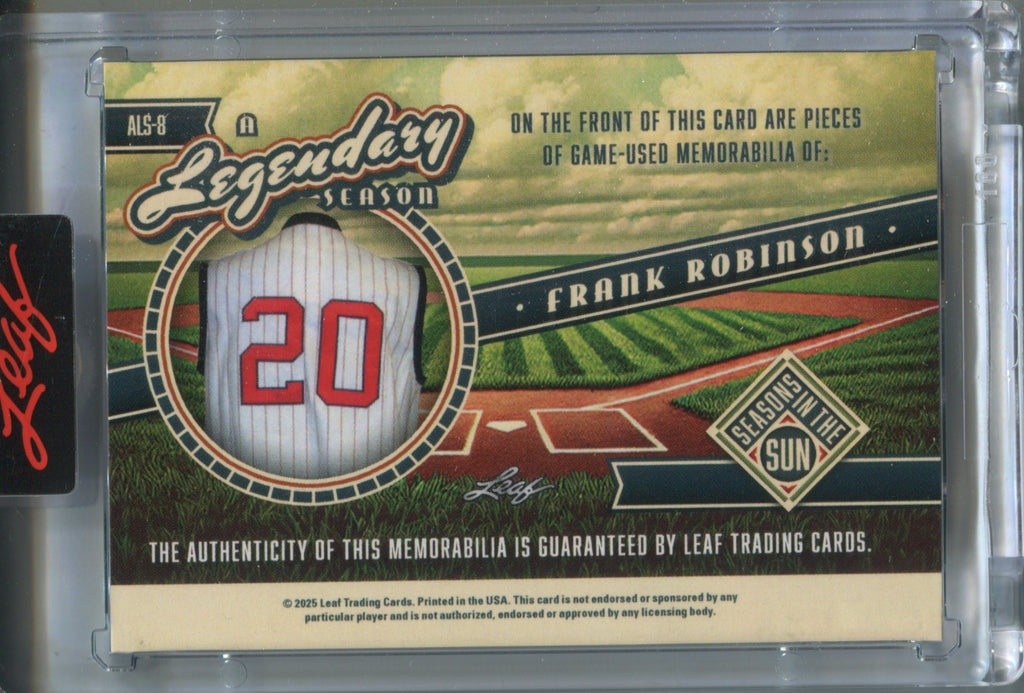 ALS-8
A
Legendary
SEASON
ON THE FRONT OF THIS CARD ARE PIECES
OF GAME-USED MEMORABILIA OF:
• FRANK ROBINSON •
20
SEASONS IN THE
SUN
Leaf
Leaf
THE AUTHENTICITY OF THIS MEMORABILIA IS GUARANTEED BY LEAF TRADING CARDS.
© 2025 Leaf Trading Cards. Printed in the USA. This card is not endorsed or sponsored by any
particular player and is not authorized, endorsed or approved by any licensing body.